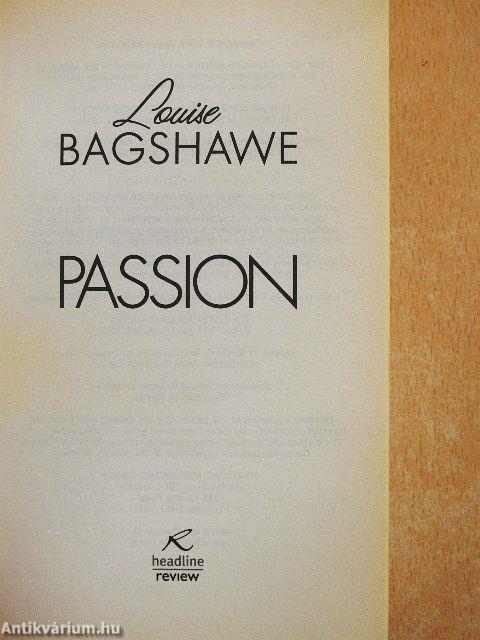 Louise
BAGSHAWE
PASSION
R
headline
review
Antikvárium.hu